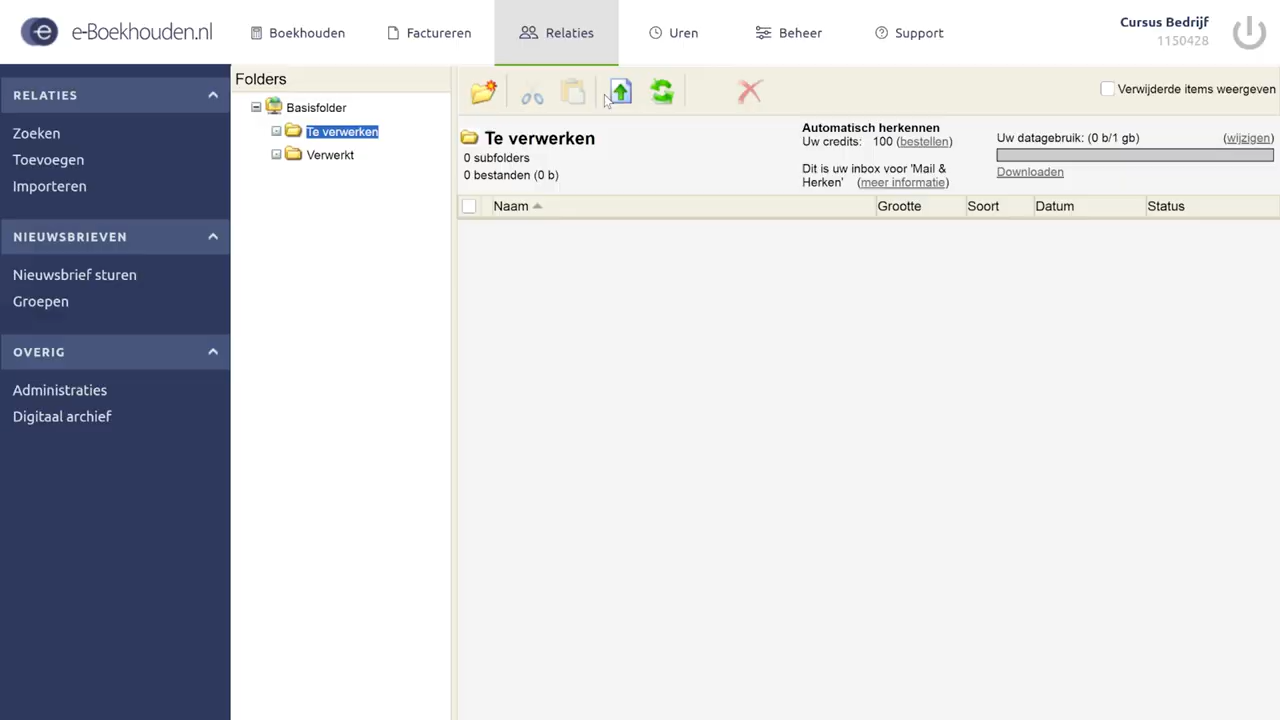 e-Boekhouden.nl
Boekhouden
Factureren
Relaties
Uren
Beheer
Support
Cursus Bedrijf
1150428
RELATIES
Zoeken
Toevoegen
Importeren
NIEUWSBRIEVEN
Nieuwsbrief sturen
Groepen
OVERIG
Administraties
Digitaal archief
Folders
Basisfolder
Te verwerken
Verwerkt
Verwijderde items weergeven
Te verwerken
0 subfolders
0 bestanden (0 b)
Automatisch herkennen
Uw credits: 100 (bestellen)
Dit is uw inbox voor 'Mail &
Herken' (meer informatie)
Uw datagebruik: (0 b/1 gb) (wijzigen)
Downloaden
Naam Grootte Soort Datum Status